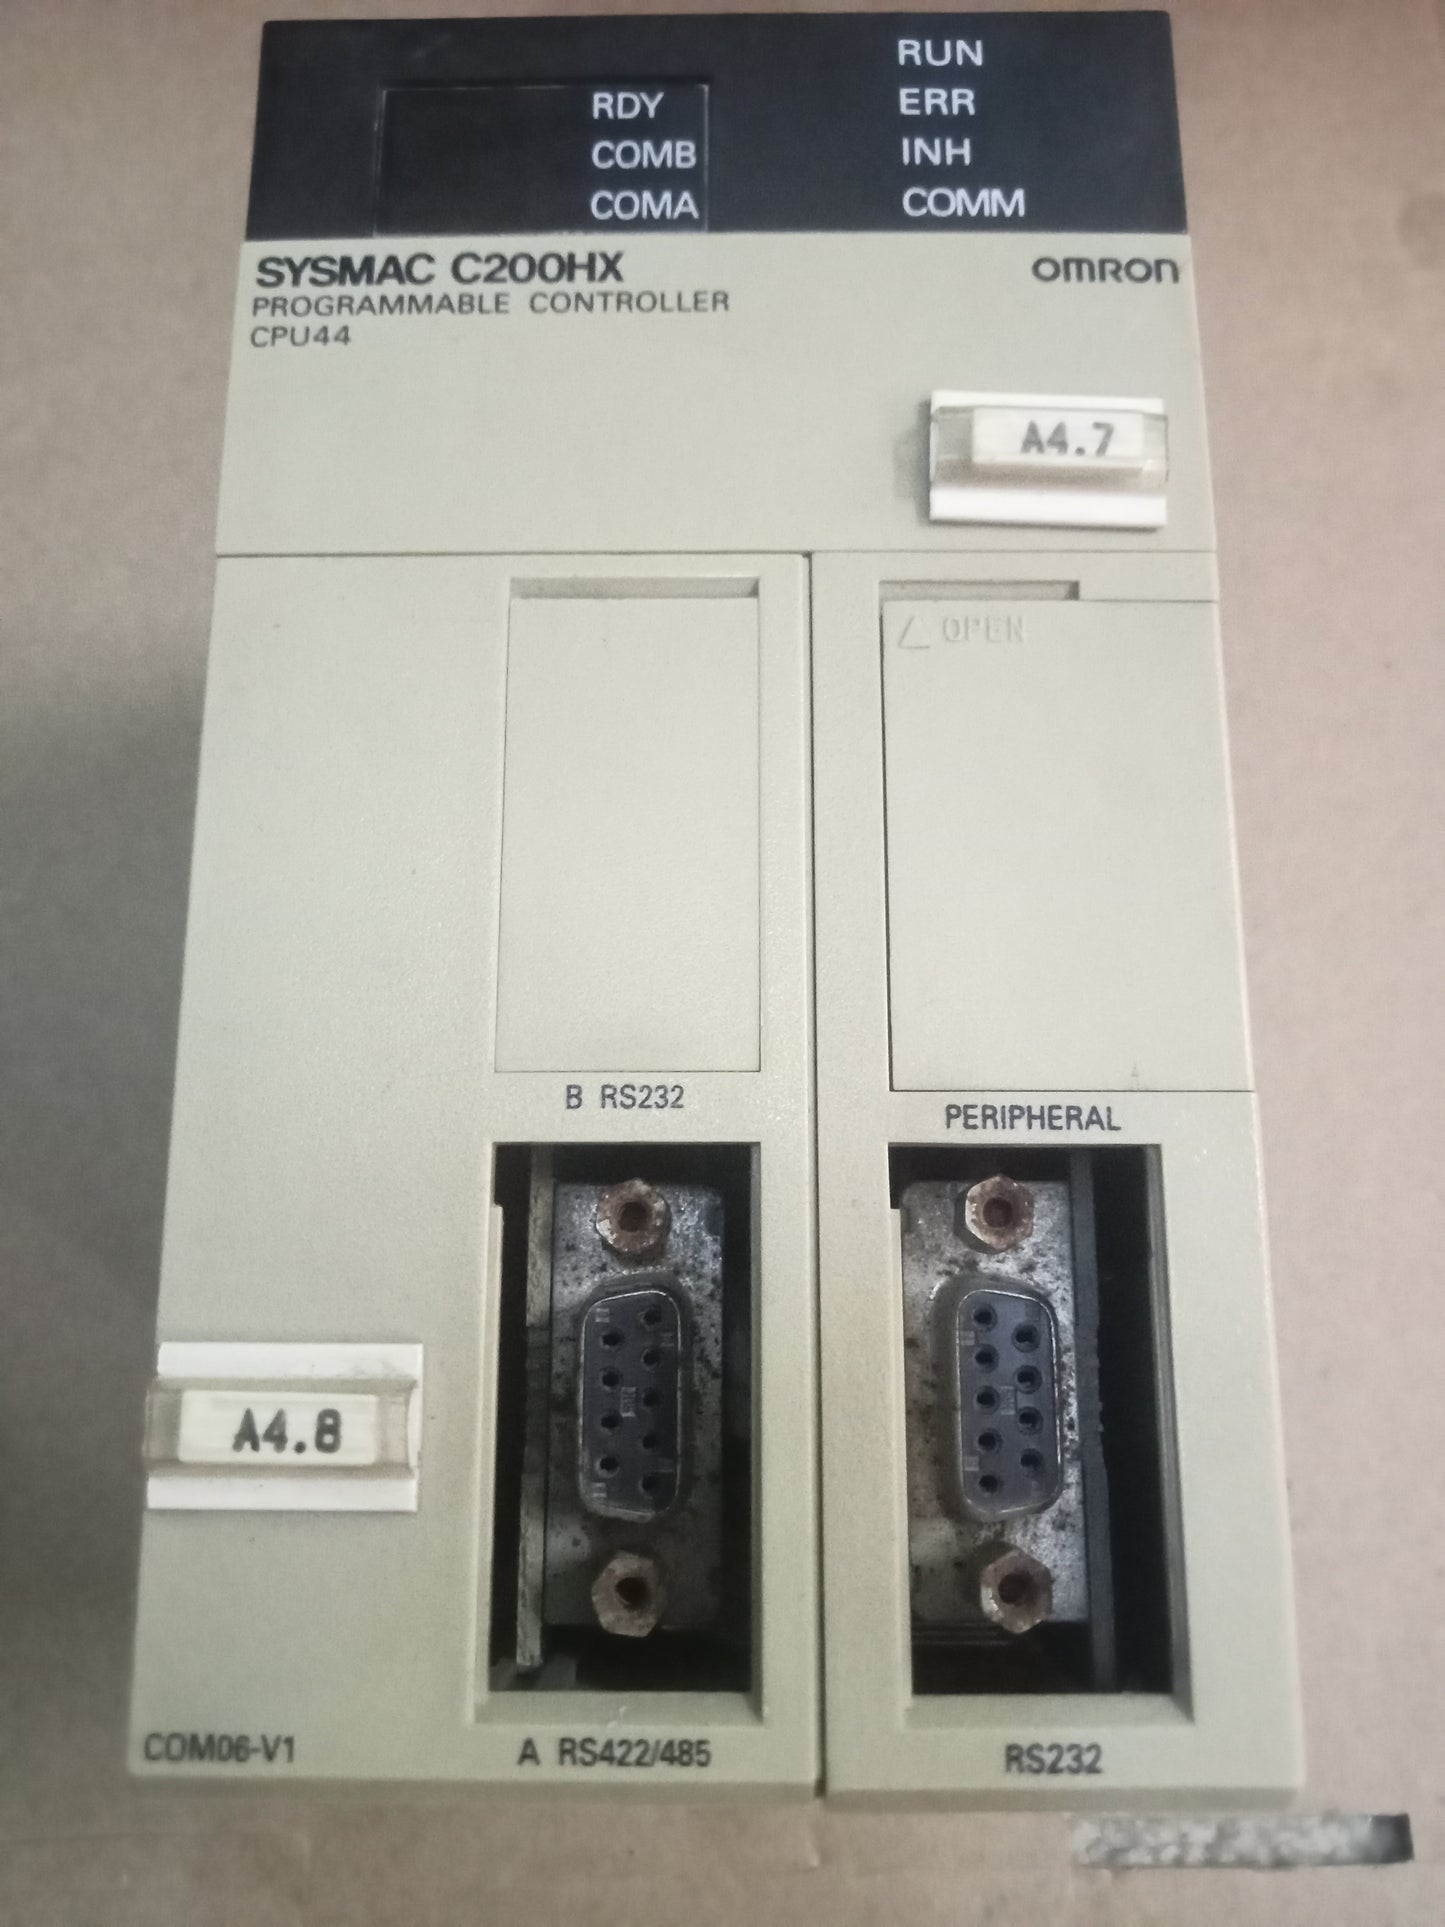 RUN
RDY
ERR
COMB
INH
COMA
COMM
SYSMAC C200HX
OMRON
PROGRAMMABLE CONTROLLER
CPU44
A4.7
OPEN
B RS232
PERIPHERAL
A4.8
COM06-V1
A RS422/485
RS232